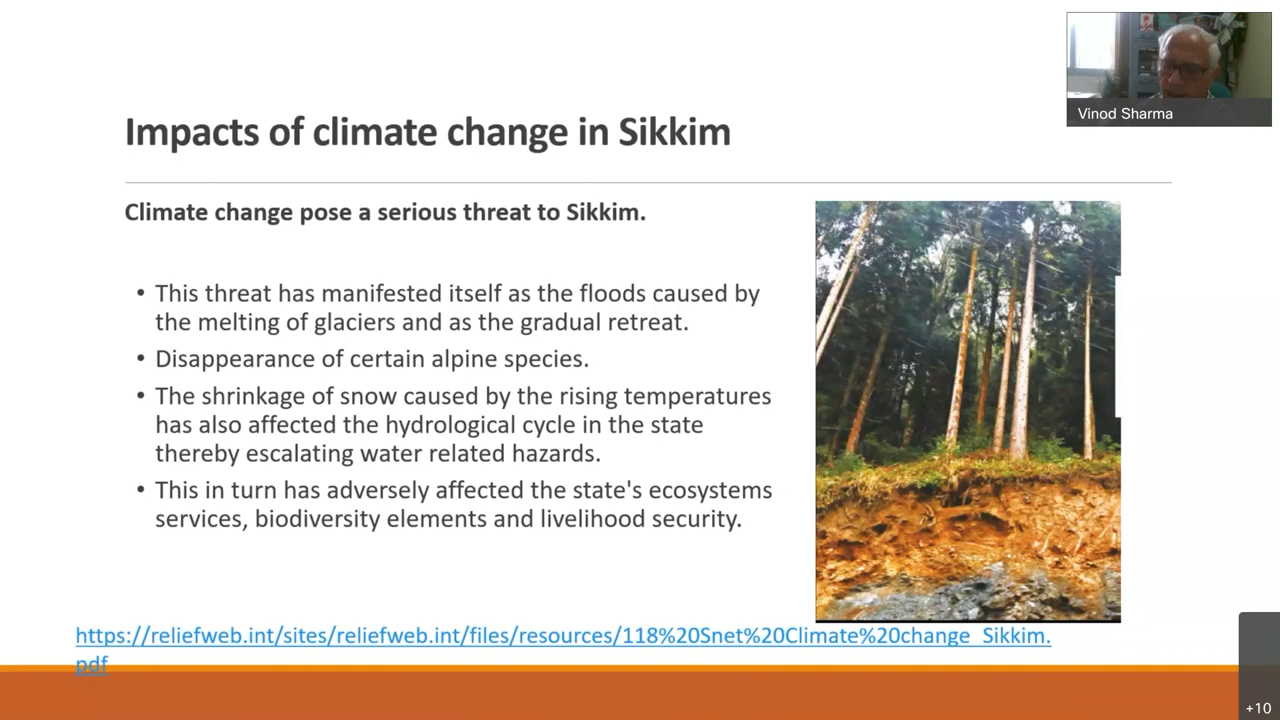 Impacts of climate change in Sikkim
Vinod Sharma
Climate change pose a serious threat to Sikkim.
• This threat has manifested itself as the floods caused by
the melting of glaciers and as the gradual retreat.
• Disappearance of certain alpine species.
• The shrinkage of snow caused by the rising temperatures
has also affected the hydrological cycle in the state
thereby escalating water related hazards.
• This in turn has adversely affected the state's ecosystems
services, biodiversity elements and livelihood security.
https://reliefweb.int/sites/reliefweb.int/files/resources/118%20Snet%20Climate%20change_Sikkim.
pdf
+10